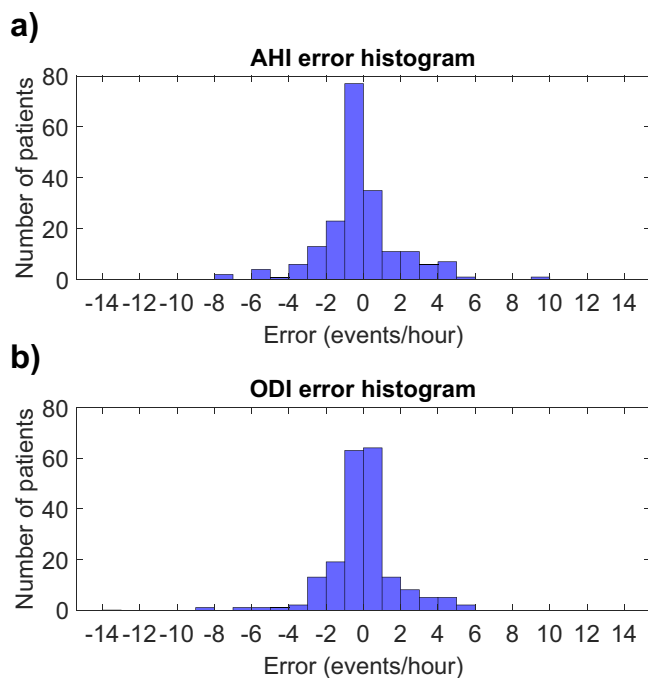 a)
AHI error histogram
80
60
40
20
0
Number of patients
-14 -12 -10 -8 -6 -4 -2 0 2 4 6 8 10 12 14
Error (events/hour)
b)
ODI error histogram
80
60
40
20
0
Number of patients
-14 -12 -10 -8 -6 -4 -2 0 2 4 6 8 10 12 14
Error (events/hour)